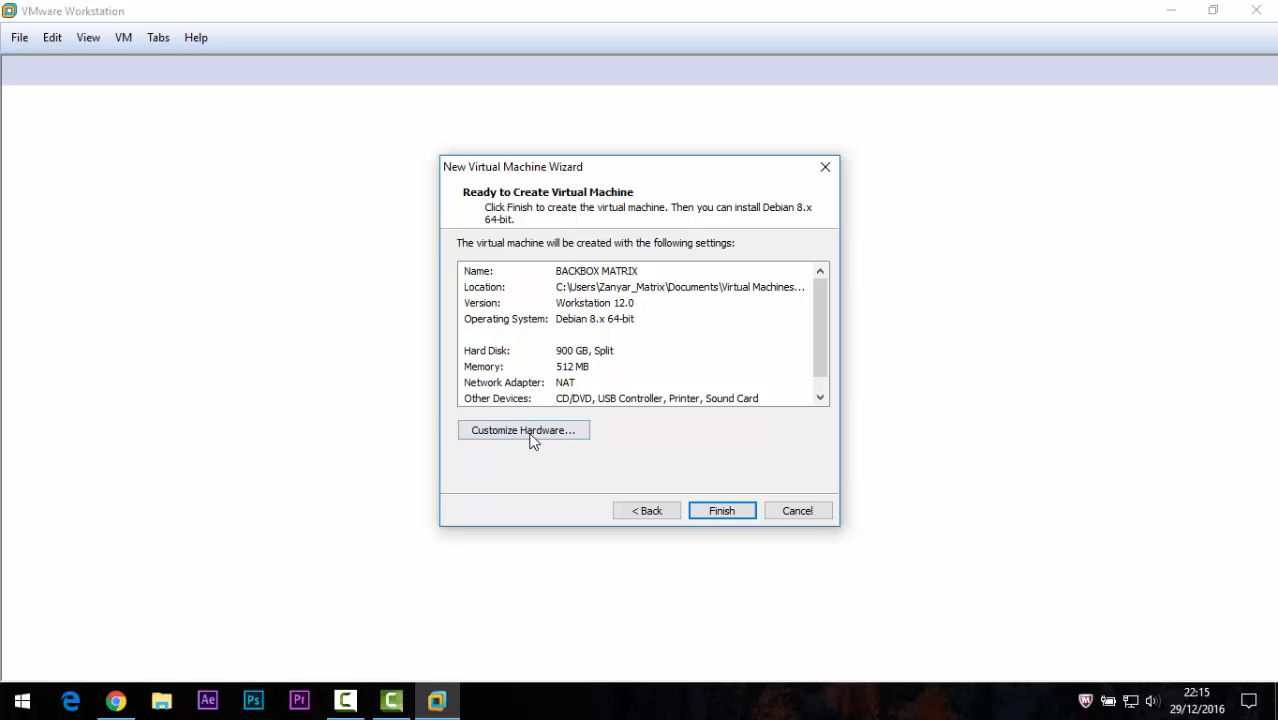 VMware Workstation
File Edit View VM Tabs Help
New Virtual Machine Wizard
Ready to Create Virtual Machine
Click Finish to create the virtual machine. Then you can install Debian 8.x
64-bit.
The virtual machine will be created with the following settings:
Name: BACKBOX MATRIX
Location: C:\Users\Zanyar_Matrix\Documents\Virtual Machines...
Version: Workstation 12.0
Operating System: Debian 8.x 64-bit
Hard Disk: 900 GB, Split
Memory: 512 MB
Network Adapter: NAT
Other Devices: CD/DVD, USB Controller, Printer, Sound Card
Customize Hardware...
< Back Finish Cancel
Ae Ps Pr
22:15
29/12/2016